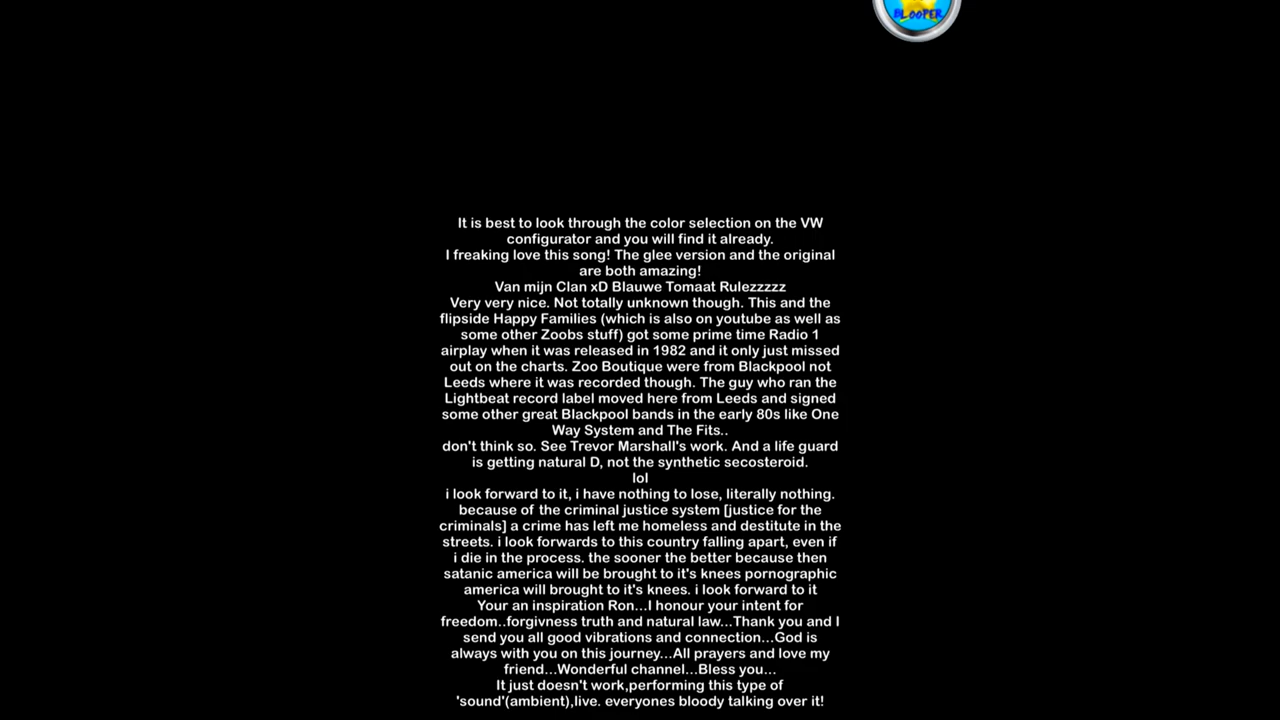 BLOOPER
It is best to look through the color selection on the VW
configurator and you will find it already.
I freaking love this song! The glee version and the original
are both amazing!
Van mijn Clan xD Blauwe Tomaat Rulezzzzz
Very very nice. Not totally unknown though. This and the
flipside Happy Families (which is also on youtube as well as
some other Zoobs stuff) got some prime time Radio 1
airplay when it was released in 1982 and it only just missed
out on the charts. Zoo Boutique were from Blackpool not
Leeds where it was recorded though. The guy who ran the
Lightbeat record label moved here from Leeds and signed
some other great Blackpool bands in the early 80s like One
Way System and The Fits..
don't think so. See Trevor Marshall's work. And a life guard
is getting natural D, not the synthetic secosteroid.
lol
i look forward to it, i have nothing to lose, literally nothing.
because of the criminal justice system [justice for the
criminals] a crime has left me homeless and destitute in the
streets. i look forwards to this country falling apart, even if
i die in the process. the sooner the better because then
satanic america will be brought to it's knees pornographic
america will brought to it's knees. i look forward to it
Your an inspiration Ron...I honour your intent for
freedom..forgivness truth and natural law...Thank you and I
send you all good vibrations and connection...God is
always with you on this journey...All prayers and love my
friend...Wonderful channel...Bless you...
It just doesn't work,performing this type of
'sound'(ambient),live. everyones bloody talking over it!